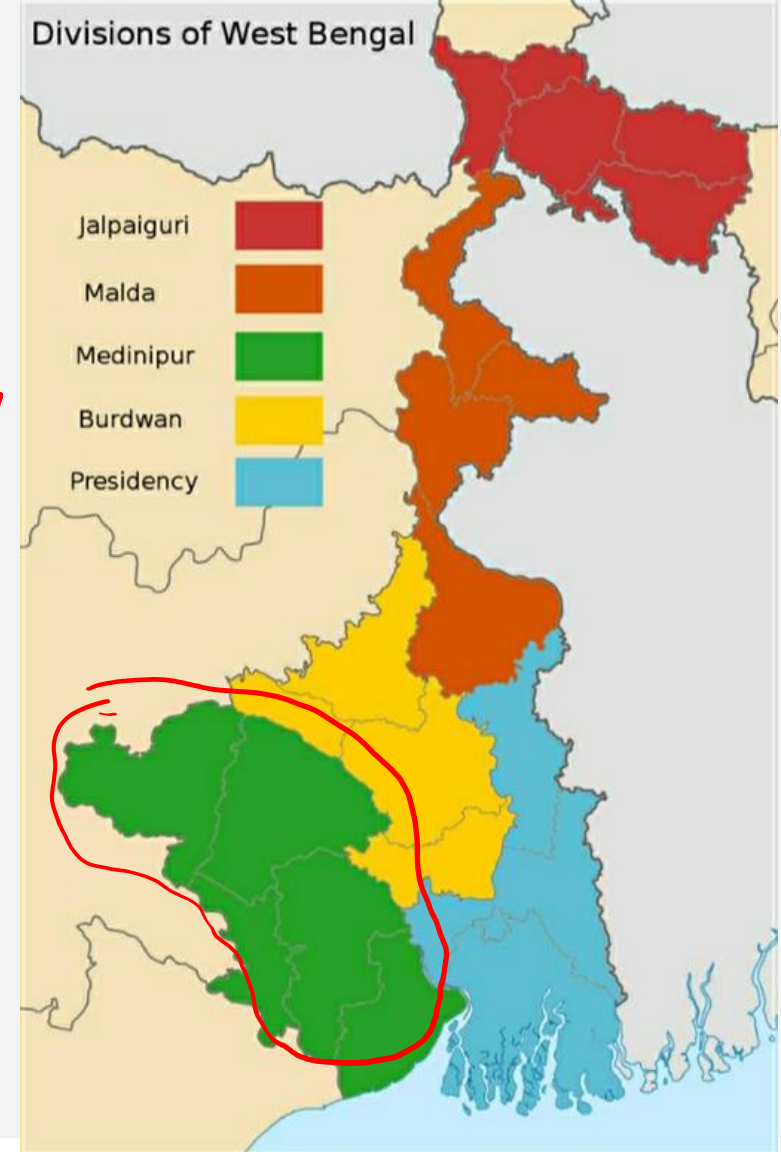 Divisions of West Bengal
Jalpaiguri
Malda
Medinipur
Burdwan
Presidency